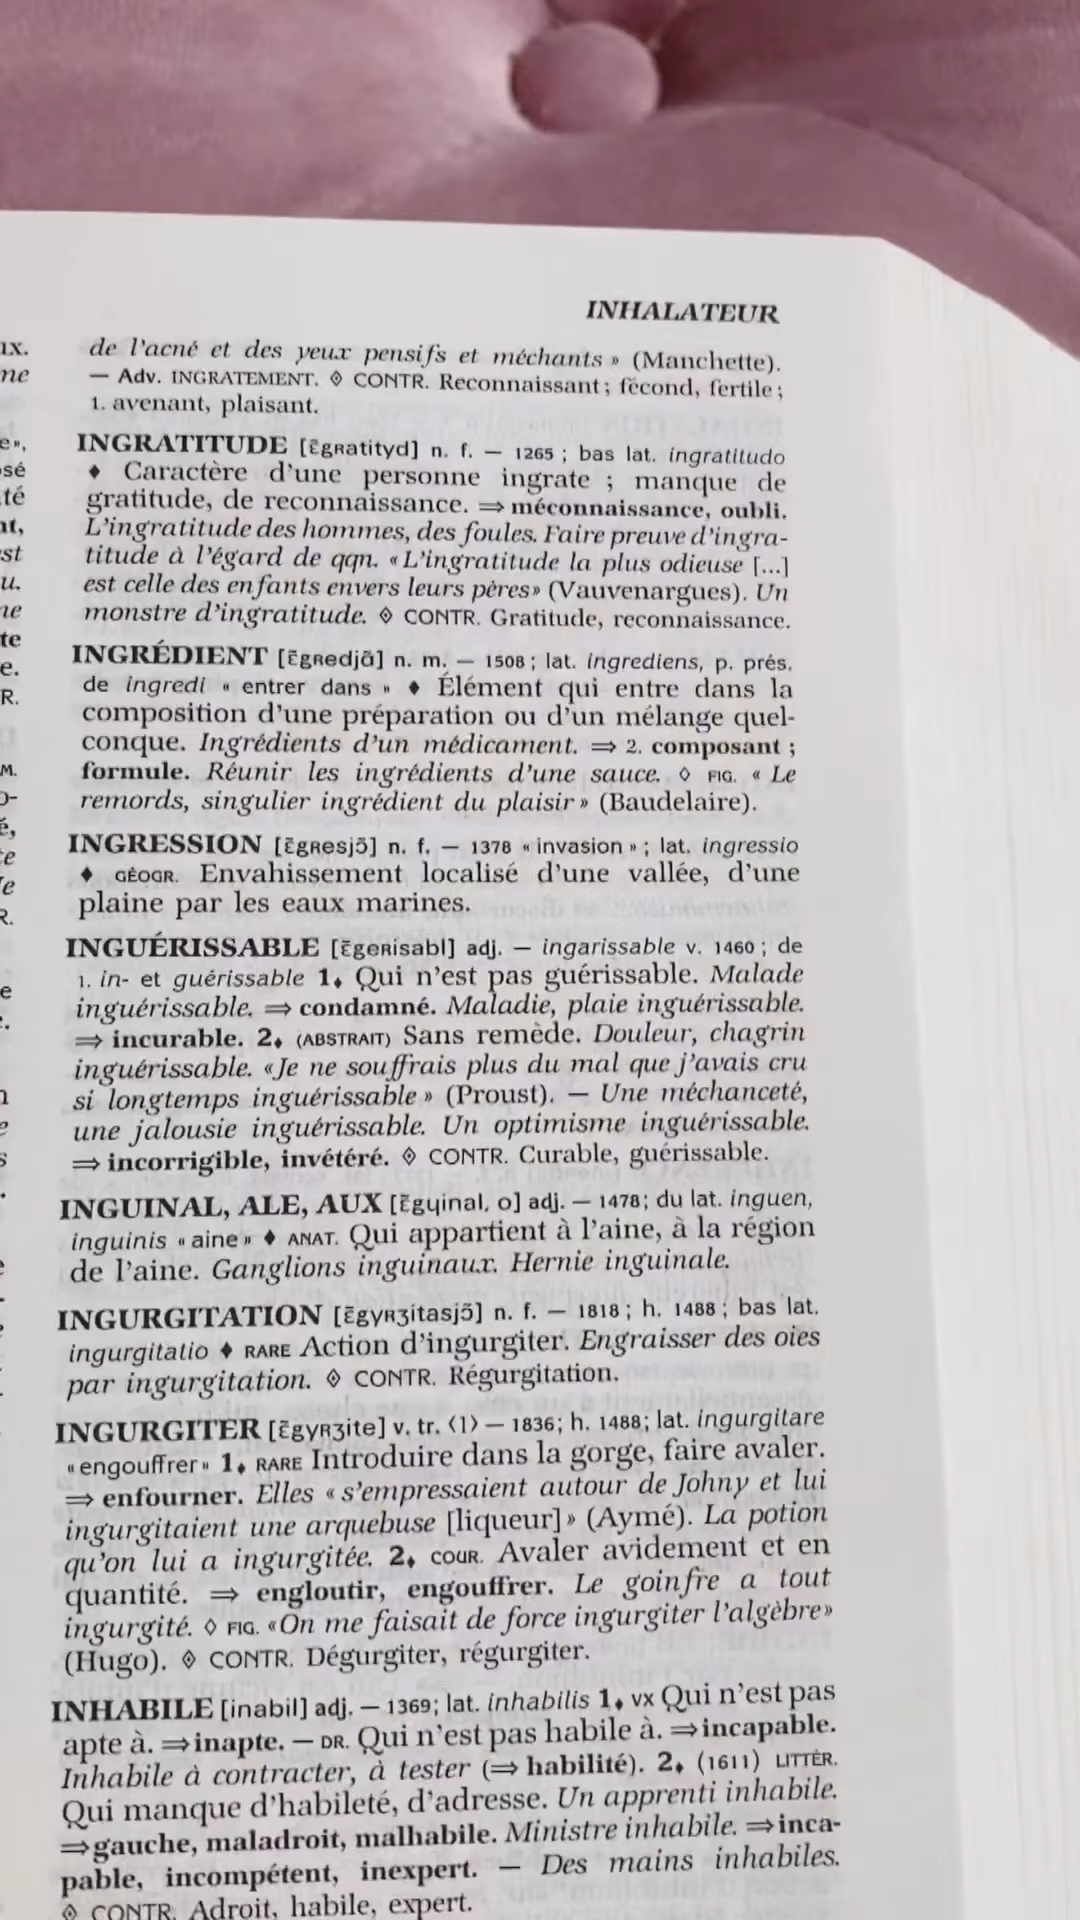 INHALATEUR
de l'acné et des yeux pensifs et méchants » (Manchette).
— Adv. INGRATEMENT. ◊ CONTR. Reconnaissant ; fécond, fertile ;
1. avenant, plaisant.
INGRATITUDE [ɛ̃gʀatityd] n. f. — 1265 ; bas lat. ingratitudo
♦ Caractère d'une personne ingrate ; manque de
gratitude, de reconnaissance. ⇒ méconnaissance, oubli.
L'ingratitude des hommes, des foules. Faire preuve d'ingra-
titude à l'égard de qqn. « L'ingratitude la plus odieuse [...]
est celle des enfants envers leurs pères» (Vauvenargues). Un
monstre d'ingratitude. ◊ CONTR. Gratitude, reconnaissance.
INGRÉDIENT [ɛ̃gʀedjɑ̃] n. m. — 1508 ; lat. ingrediens, p. prés.
de ingredi « entrer dans » ♦ Élément qui entre dans la
composition d'une préparation ou d'un mélange quel-
conque. Ingrédients d'un médicament. ⇒ 2. composant ;
formule. Réunir les ingrédients d'une sauce. ◊ FIG. « Le
remords, singulier ingrédient du plaisir » (Baudelaire).
INGRESSION [ɛ̃gʀesjɔ̃] n. f. — 1378 « invasion » ; lat. ingressio
♦ GÉOGR. Envahissement localisé d'une vallée, d'une
plaine par les eaux marines.
INGUÉRISSABLE [ɛ̃geʀisabl] adj. — ingarissable v. 1460 ; de
1. in- et guérissable 1♦ Qui n'est pas guérissable. Malade
inguérissable. ⇒ condamné. Maladie, plaie inguérissable.
⇒ incurable. 2♦ (ABSTRAIT) Sans remède. Douleur, chagrin
inguérissable. «Je ne souffrais plus du mal que j'avais cru
si longtemps inguérissable » (Proust). — Une méchanceté,
une jalousie inguérissable. Un optimisme inguérissable.
⇒ incorrigible, invétéré. ◊ CONTR. Curable, guérissable.
INGUINAL, ALE, AUX [ɛ̃gɥinal, o] adj. — 1478; du lat. inguen,
inguinis « aine » ♦ ANAT. Qui appartient à l'aine, à la région
de l'aine. Ganglions inguinaux. Hernie inguinale.
INGURGITATION [ɛ̃gyʀʒitasjɔ̃] n. f. — 1818 ; h. 1488 ; bas lat.
ingurgitatio ♦ RARE Action d'ingurgiter. Engraisser des oies
par ingurgitation. ◊ CONTR. Régurgitation.
INGURGITER [ɛ̃gyʀʒite] v. tr. ⟨1⟩ — 1836; h. 1488; lat. ingurgitare
« engouffrer » 1♦ RARE Introduire dans la gorge, faire avaler.
⇒ enfourner. Elles « s'empressaient autour de Johny et lui
ingurgitaient une arquebuse [liqueur] » (Aymé). La potion
qu'on lui a ingurgitée. 2♦ COUR. Avaler avidement et en
quantité. ⇒ engloutir, engouffrer. Le goinfre a tout
ingurgité. ◊ FIG. «On me faisait de force ingurgiter l'algèbre»
(Hugo). ◊ CONTR. Dégurgiter, régurgiter.
INHABILE [inabil] adj. — 1369; lat. inhabilis 1♦ VX Qui n'est pas
apte à. ⇒ inapte. — DR. Qui n'est pas habile à. ⇒ incapable.
Inhabile à contracter, à tester (⇒ habilité). 2♦ (1611) LITTÉR.
Qui manque d'habileté, d'adresse. Un apprenti inhabile.
⇒ gauche, maladroit, malhabile. Ministre inhabile. ⇒ inca-
pable, incompétent, inexpert. — Des mains inhabiles.
◊ CONTR. Adroit, habile, expert.